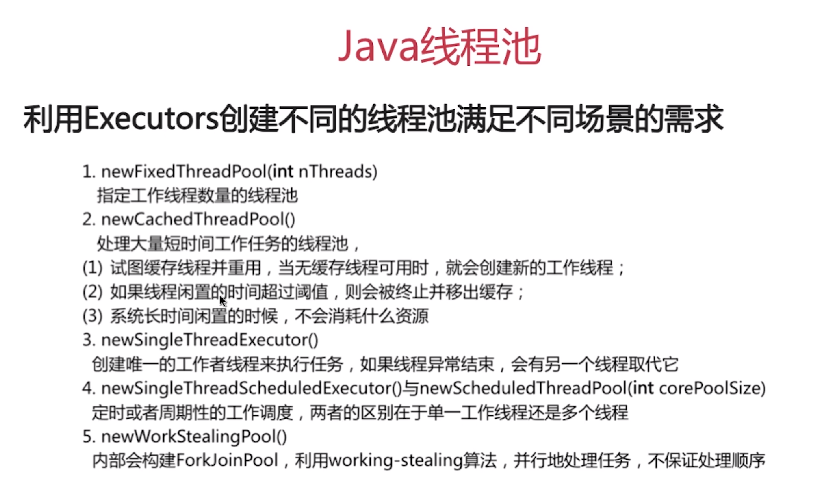 Java线程池
利用Executors创建不同的线程池满足不同场景的需求
1. newFixedThreadPool(int nThreads)
指定工作线程数量的线程池
2. newCachedThreadPool()
处理大量短时间工作任务的线程池，
(1) 试图缓存线程并重用，当无缓存线程可用时，就会创建新的工作线程；
(2) 如果线程闲置的时间超过阈值，则会被终止并移出缓存；
(3) 系统长时间闲置的时候，不会消耗什么资源
3. newSingleThreadExecutor()
创建唯一的工作者线程来执行任务，如果线程异常结束，会有另一个线程取代它
4. newSingleThreadScheduledExecutor()与newScheduledThreadPool(int corePoolSize)
定时或者周期性的工作调度，两者的区别在于单一工作线程还是多个线程
5. newWorkStealingPool()
内部会构建ForkJoinPool，利用working-stealing算法，并行地处理任务，不保证处理顺序